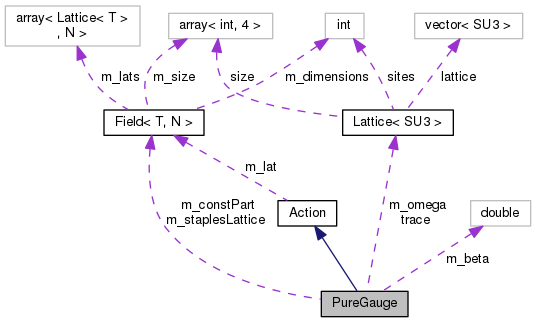 array< Lattice< T >
, N >
array< int, 4 >
int
vector< SU3 >
m_lats
m_size
size
m_dimensions
sites
lattice
Field< T, N >
Lattice< SU3 >
m_lat
m_constPart
m_staplesLattice
Action
m_omega
trace
double
m_beta
PureGauge